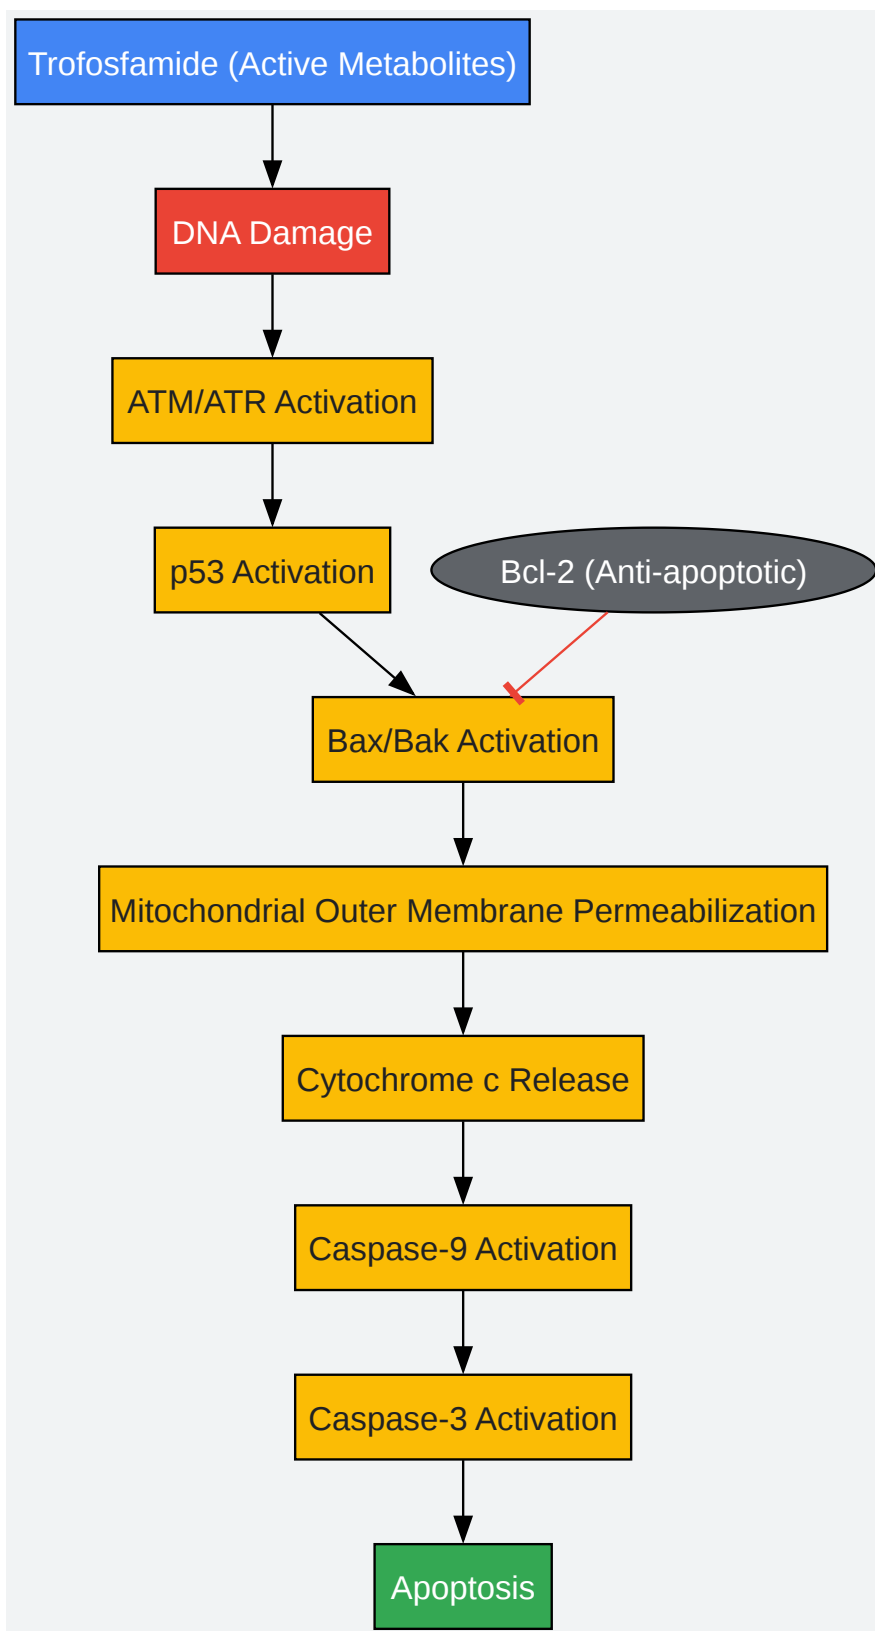 Trofosfamide (Active Metabolites)
DNA Damage
ATM/ATR Activation
p53 Activation
Bcl-2 (Anti-apoptotic)
Bax/Bak Activation
Mitochondrial Outer Membrane Permeabilization
Cytochrome c Release
Caspase-9 Activation
Caspase-3 Activation
Apoptosis